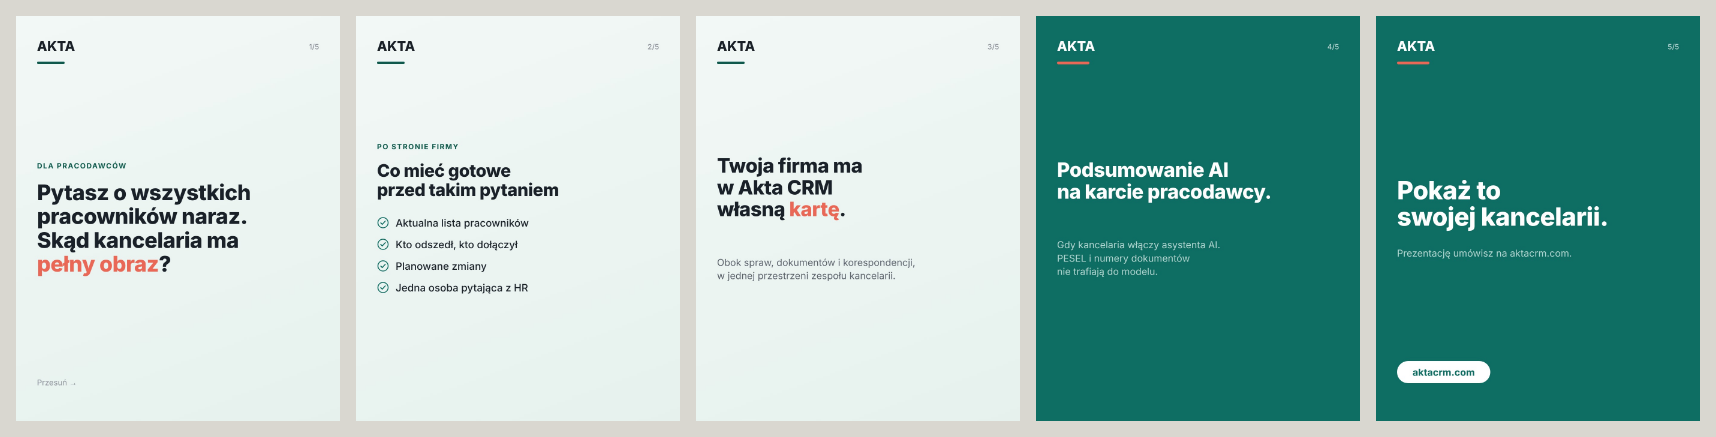 AKTA
1/5
DLA PRACODAWCÓW
Pytasz o wszystkich
pracowników naraz.
Skąd kancelaria ma
pełny obraz?
Przesuń →
AKTA
2/5
PO STRONIE FIRMY
Co mieć gotowe
przed takim pytaniem
Aktualna lista pracowników
Kto odszedł, kto dołączył
Planowane zmiany
Jedna osoba pytająca z HR
AKTA
3/5
Twoja firma ma
w Akta CRM
własną kartę.
Obok spraw, dokumentów i korespondencji,
w jednej przestrzeni zespołu kancelarii.
AKTA
4/5
Podsumowanie AI
na karcie pracodawcy.
Gdy kancelaria włączy asystenta AI.
PESEL i numery dokumentów
nie trafiają do modelu.
AKTA
5/5
Pokaż to
swojej kancelarii.
Prezentację umówisz na aktacrm.com.
aktacrm.com